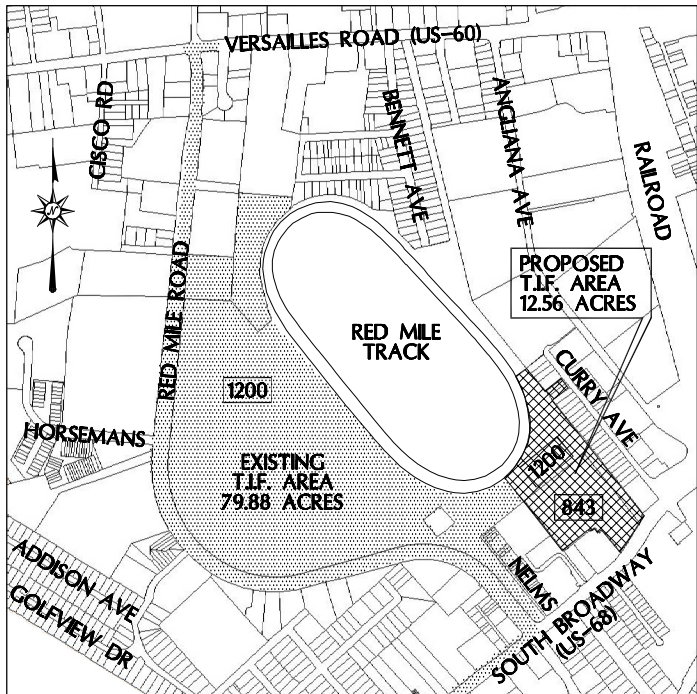 VERSAILLES ROAD (US-60)
CISCO RD
BENNETT AVE
ANGLIANA AVE
RAILROAD
N
PROPOSED
T.I.F. AREA
12.56 ACRES
RED MILE ROAD
RED MILE
TRACK
CURRY AVE
1200
HORSEMANS
EXISTING
T.I.F. AREA
79.88 ACRES
1200
843
NELMS
ADDISON AVE
GOLFVIEW DR
SOUTH BROADWAY
(US-68)